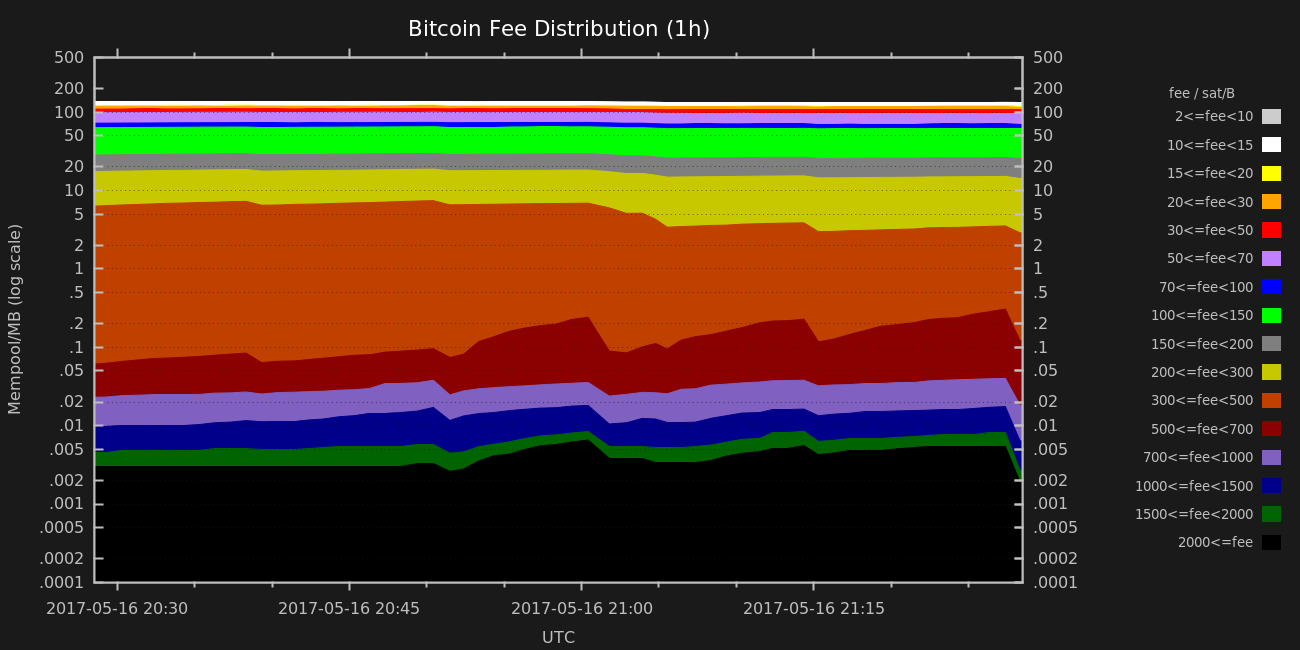 Bitcoin Fee Distribution (1h)
Mempool/MB (log scale)
500
200
100
50
20
10
5
2
1
.5
.2
.1
.05
.02
.01
.005
.002
.001
.0005
.0002
.0001
500
200
100
50
20
10
5
2
1
.5
.2
.1
.05
.02
.01
.005
.002
.001
.0005
.0002
.0001
2017-05-16 20:30 2017-05-16 20:45 2017-05-16 21:00 2017-05-16 21:15
UTC
fee / sat/B
2<=fee<10
10<=fee<15
15<=fee<20
20<=fee<30
30<=fee<50
50<=fee<70
70<=fee<100
100<=fee<150
150<=fee<200
200<=fee<300
300<=fee<500
500<=fee<700
700<=fee<1000
1000<=fee<1500
1500<=fee<2000
2000<=fee